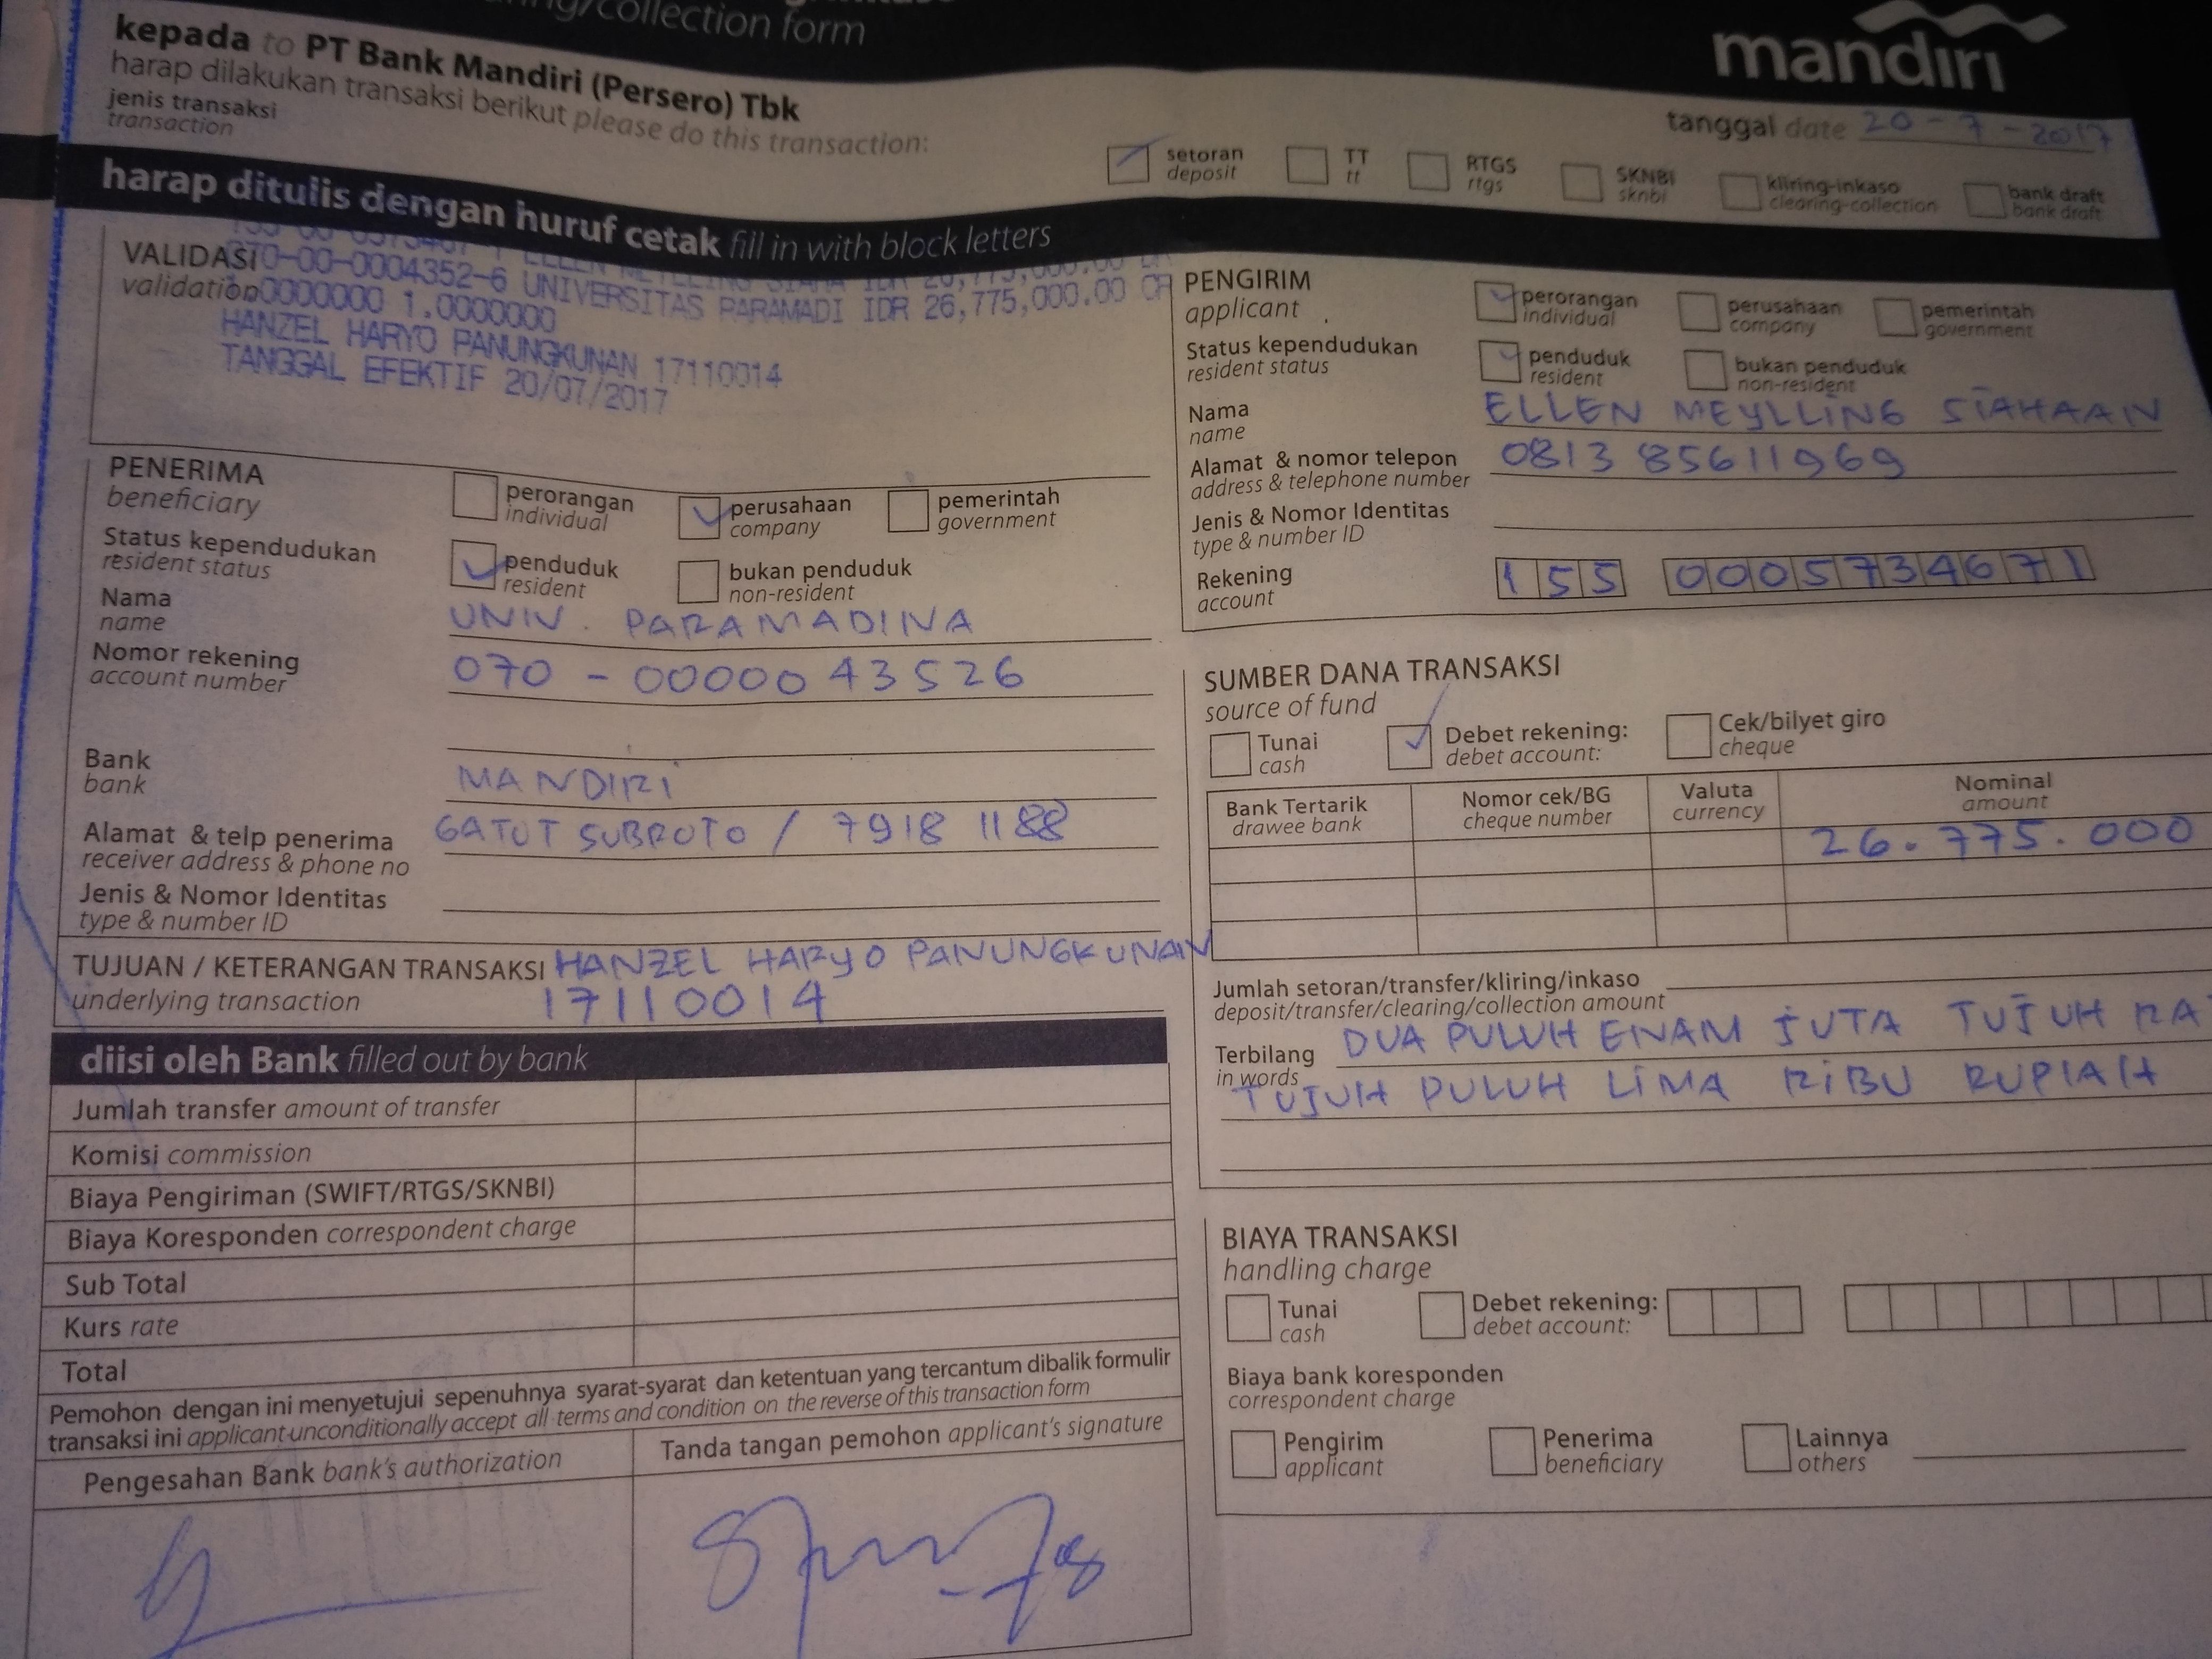 collection form
mandiri
kepada to PT Bank Mandiri (Persero) Tbk
harap dilakukan transaksi berikut please do this transaction:
tanggal date 20-7-2017
jenis transaksi
transaction
setoran
deposit
TT
tt
RTGS
rtgs
SKNBI
sknbi
kliring-inkaso
clearing-collection
bank draft
bank draft
harap ditulis dengan huruf cetak fill in with block letters
VALIDASI
validation
70-00-0004352-6 UNIVERSITAS PARAMADI IDR 26,775,000.00 CR
0000000 1.0000000
HANZEL HARYO PANUNGKUNAN 17110014
TANGGAL EFEKTIF 20/07/2017
PENERIMA
beneficiary
perorangan
individual
perusahaan
company
pemerintah
government
Status kependudukan
resident status
penduduk
resident
bukan penduduk
non-resident
Nama
name
UNIV. PARAMADINA
Nomor rekening
account number
070 - 0000043526
Bank
bank
MANDIRI
Alamat & telp penerima
receiver address & phone no
GATOT SUBROTO / 7918 1188
Jenis & Nomor Identitas
type & number ID
TUJUAN / KETERANGAN TRANSAKSI HANZEL HARYO PANUNGKUNAN
underlying transaction 17110014
diisi oleh Bank filled out by bank
Jumlah transfer amount of transfer
Komisi commission
Biaya Pengiriman (SWIFT/RTGS/SKNBI)
Biaya Koresponden correspondent charge
Sub Total
Kurs rate
Total
Pemohon dengan ini menyetujui sepenuhnya syarat-syarat dan ketentuan yang tercantum dibalik formulir
transaksi ini applicant unconditionally accept all terms and condition on the reverse of this transaction form
Pengesahan Bank bank's authorization
Tanda tangan pemohon applicant's signature
PENGIRIM
applicant
perorangan
individual
perusahaan
company
pemerintah
government
Status kependudukan
resident status
penduduk
resident
bukan penduduk
non-resident
Nama
name
ELLEN MEYLLING SIAHAAN
Alamat & nomor telepon
address & telephone number
0813 85611969
Jenis & Nomor Identitas
type & number ID
Rekening
account
155 0005734671
SUMBER DANA TRANSAKSI
source of fund
Tunai
cash
Debet rekening:
debet account:
Cek/bilyet giro
cheque
Bank Tertarik
drawee bank
Nomor cek/BG
cheque number
Valuta
currency
Nominal
amount
26.775.000
Jumlah setoran/transfer/kliring/inkaso
deposit/transfer/clearing/collection amount
Terbilang
in words
DUA PULUH ENAM JUTA TUJUH RA
TUJUH PULUH LIMA RIBU RUPIAH
BIAYA TRANSAKSI
handling charge
Tunai
cash
Debet rekening:
debet account:
Biaya bank koresponden
correspondent charge
Pengirim
applicant
Penerima
beneficiary
Lainnya
others